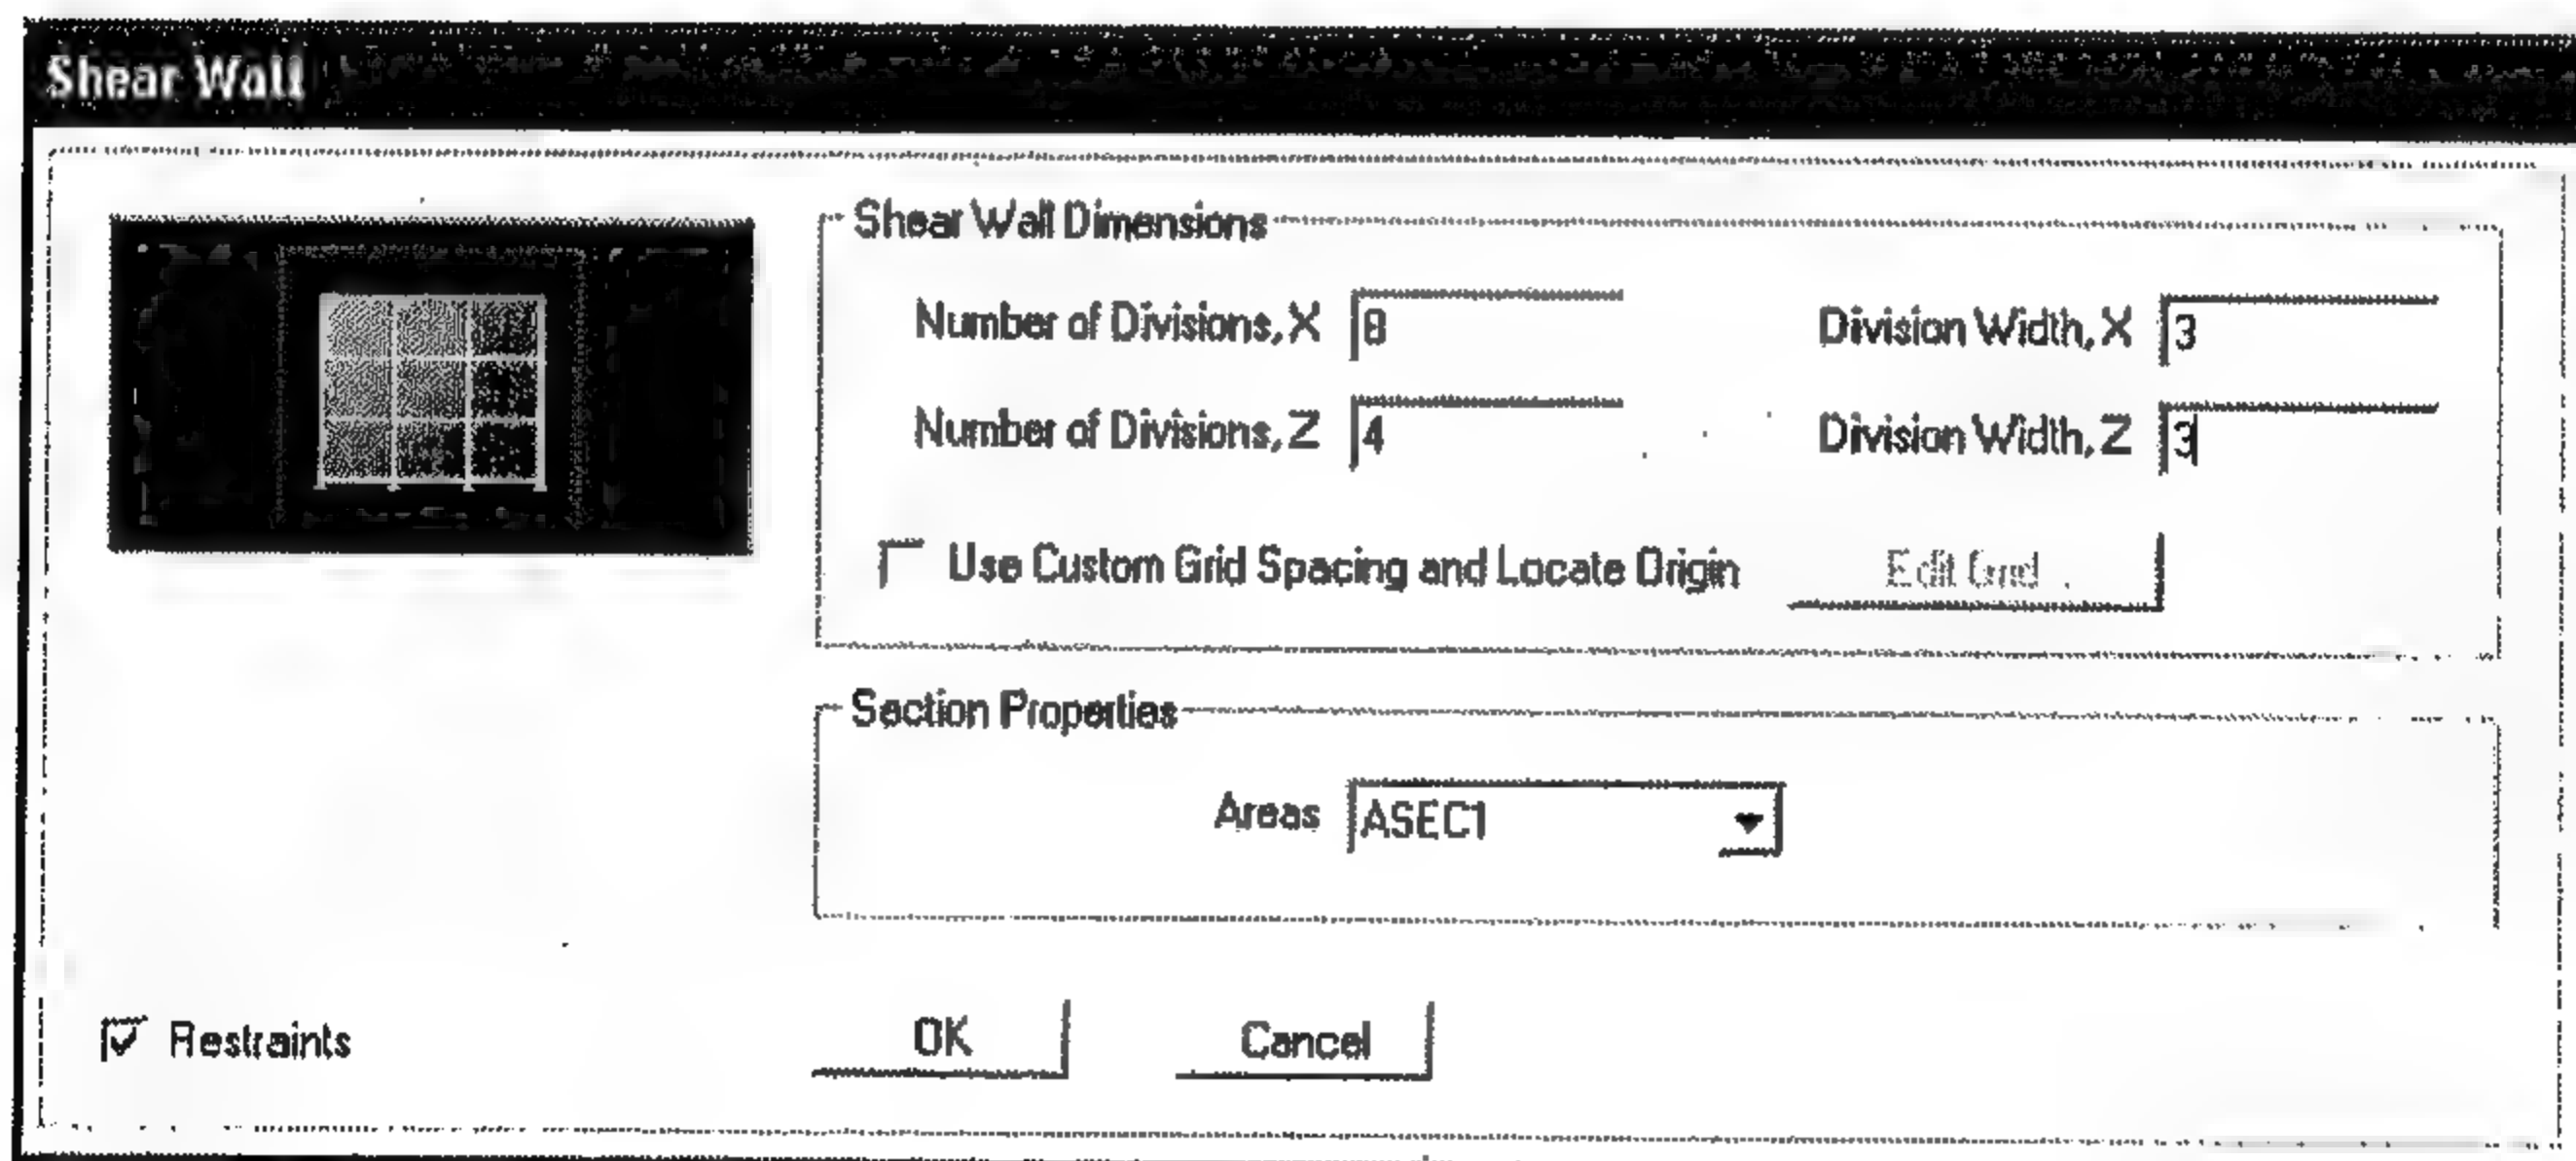 Shear Wall
Shear Wall Dimensions
Number of Divisions, X 8 Division Width, X 3
Number of Divisions, Z 4 Division Width, Z 3
Use Custom Grid Spacing and Locate Origin Edit Grid...
Section Properties
Areas ASEC1
Restraints OK Cancel